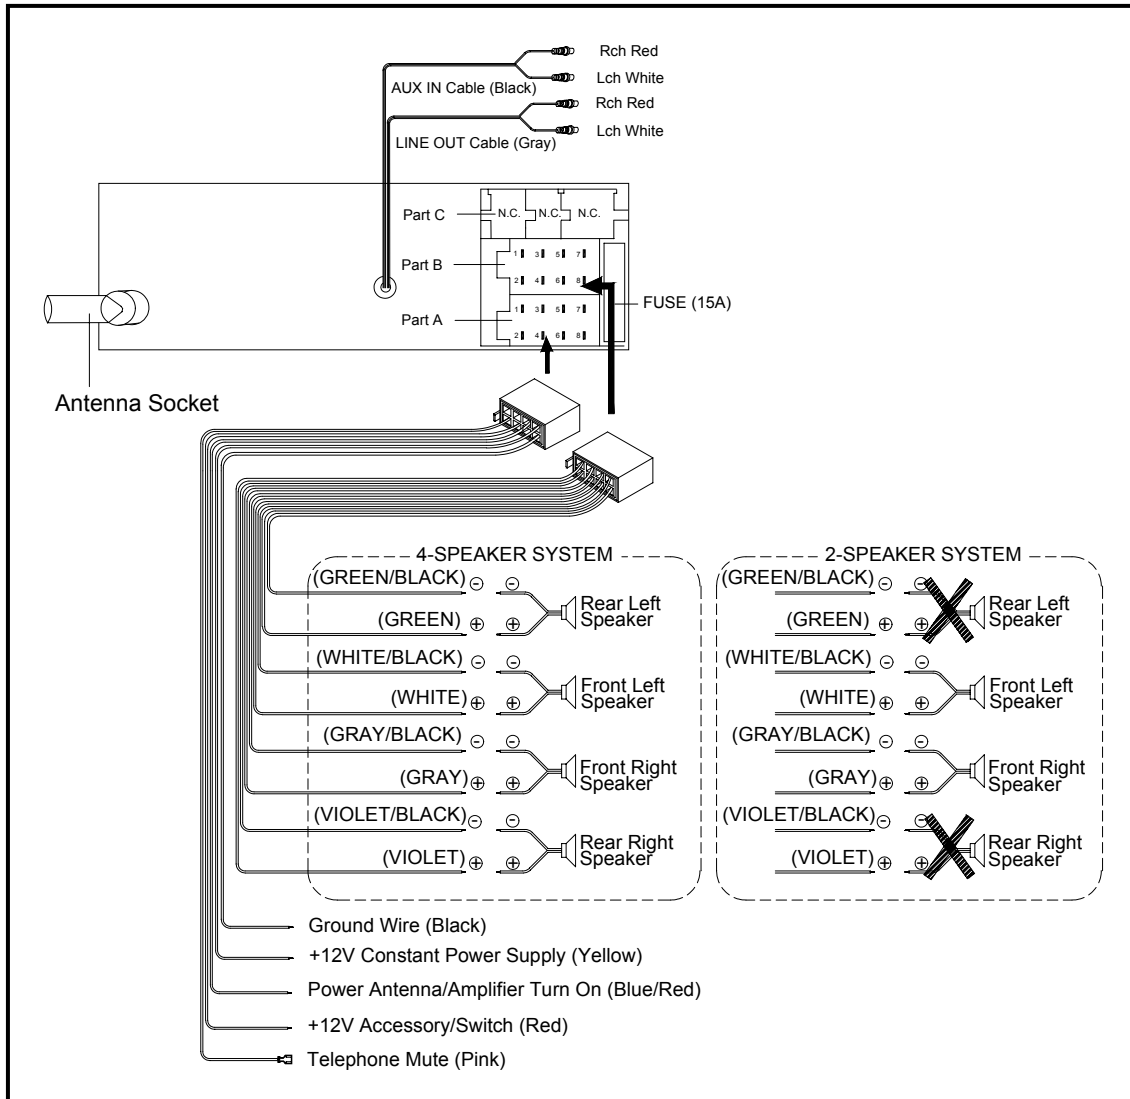 Rch Red
AUX IN Cable (Black)
Lch White
Rch Red
LINE OUT Cable (Gray)
Lch White
Part C
N.C. N.C. N.C.
Part B
1 3 5 7
2 4 6 8
Part A
1 3 5 7
2 4 6 8
FUSE (15A)
Antenna Socket
4-SPEAKER SYSTEM
(GREEN/BLACK) - -
(GREEN) + +
Rear Left
Speaker
(WHITE/BLACK) - -
(WHITE) + +
Front Left
Speaker
(GRAY/BLACK) - -
(GRAY) + +
Front Right
Speaker
(VIOLET/BLACK) - -
(VIOLET) + +
Rear Right
Speaker
2-SPEAKER SYSTEM
(GREEN/BLACK) - -
(GREEN) + +
Rear Left
Speaker
(WHITE/BLACK) - -
(WHITE) + +
Front Left
Speaker
(GRAY/BLACK) - -
(GRAY) + +
Front Right
Speaker
(VIOLET/BLACK) - -
(VIOLET) + +
Rear Right
Speaker
Ground Wire (Black)
+12V Constant Power Supply (Yellow)
Power Antenna/Amplifier Turn On (Blue/Red)
+12V Accessory/Switch (Red)
Telephone Mute (Pink)